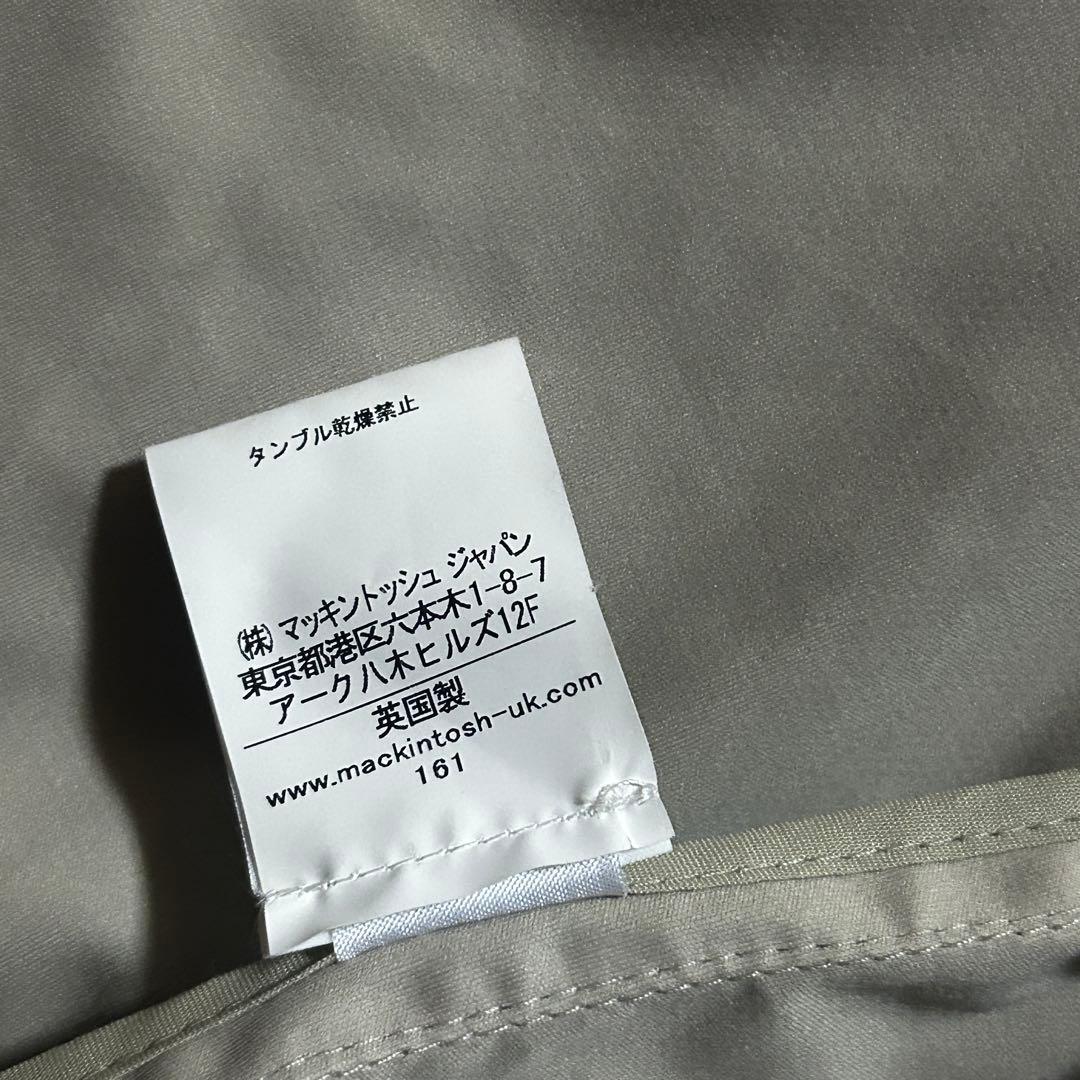 タンブル乾燥禁止
(株) マッキントッシュ ジャパン
東京都港区六本木1-8-7
アーク八木ヒルズ12F
英国製
www.mackintosh-uk.com
161